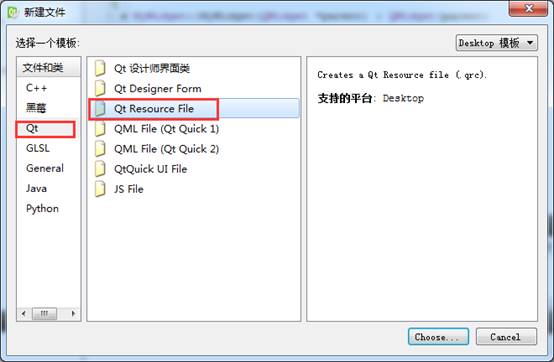 新建文件
选择一个模板:
Desktop 模板
文件和类
C++
黑莓
Qt
GLSL
General
Java
Python
Qt 设计师界面类
Qt Designer Form
Qt Resource File
QML File (Qt Quick 1)
QML File (Qt Quick 2)
QtQuick UI File
JS File
Creates a Qt Resource file (.qrc).
支持的平台: Desktop
Choose...
Cancel